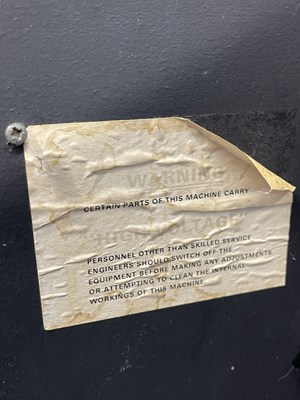 WARNING
CERTAIN PARTS OF THIS MACHINE CARRY
VOLTAGE
PERSONNEL OTHER THAN SKILLED SERVICE
ENGINEERS SHOULD SWITCH OFF THE
EQUIPMENT BEFORE MAKING ANY ADJUSTMENTS
OR ATTEMPTING TO CLEAN THE INTERNAL
WORKINGS OF THIS MACHINE